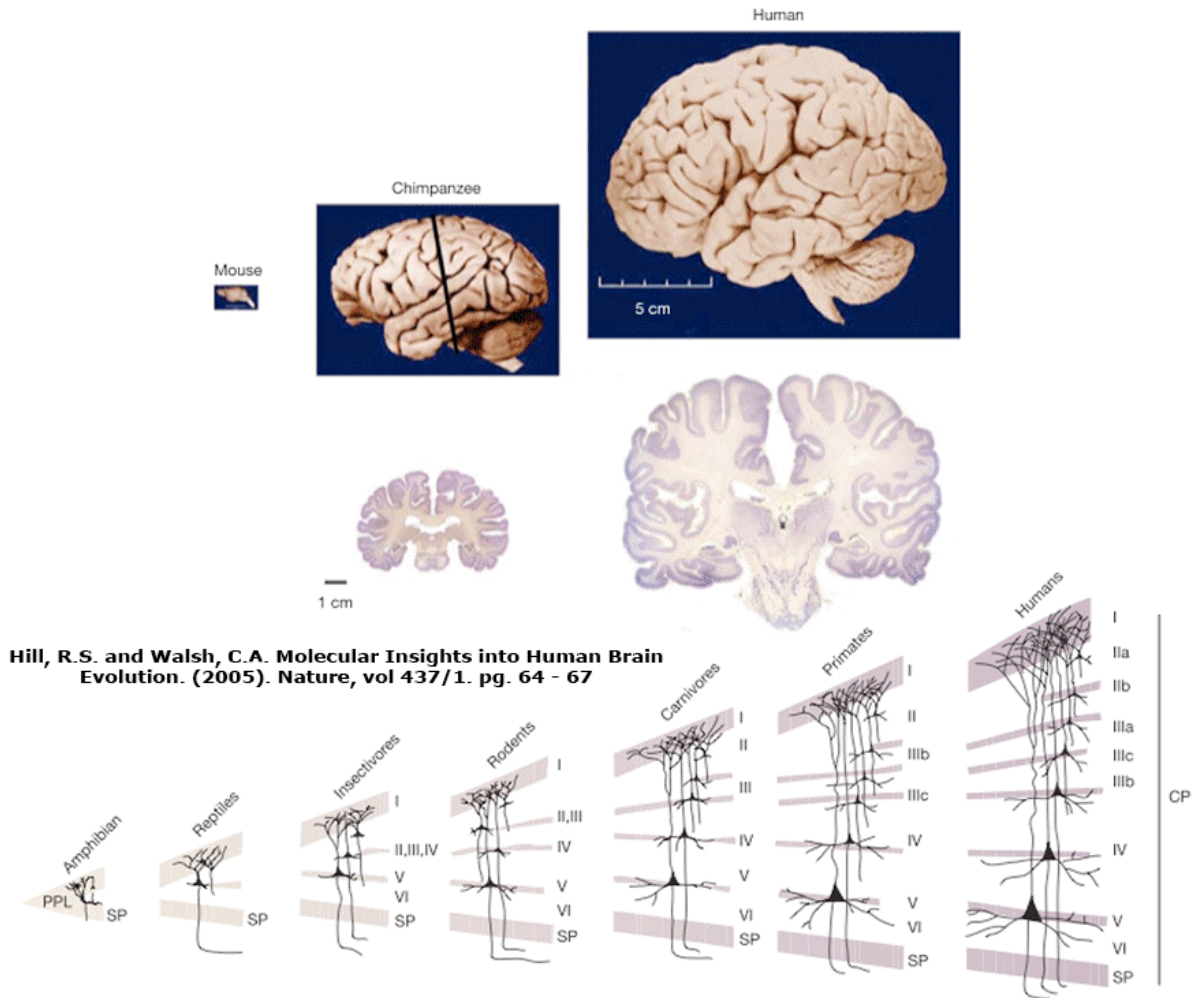 Human
Chimpanzee
Mouse
5 cm
1 cm
Hill, R.S. and Walsh, C.A. Molecular Insights into Human Brain
Evolution. (2005). Nature, vol 437/1. pg. 64 - 67
Amphibian
PPL
SP
Reptiles
SP
Insectivores
I
II,III,IV
V
VI
SP
Rodents
I
II,III
IV
V
VI
SP
Carnivores
I
II
III
IV
V
VI
SP
Primates
I
II
IIIb
IIIc
IV
V
VI
SP
Humans
I
IIa
IIb
IIIa
IIIc
IIIb
IV
V
VI
SP
CP